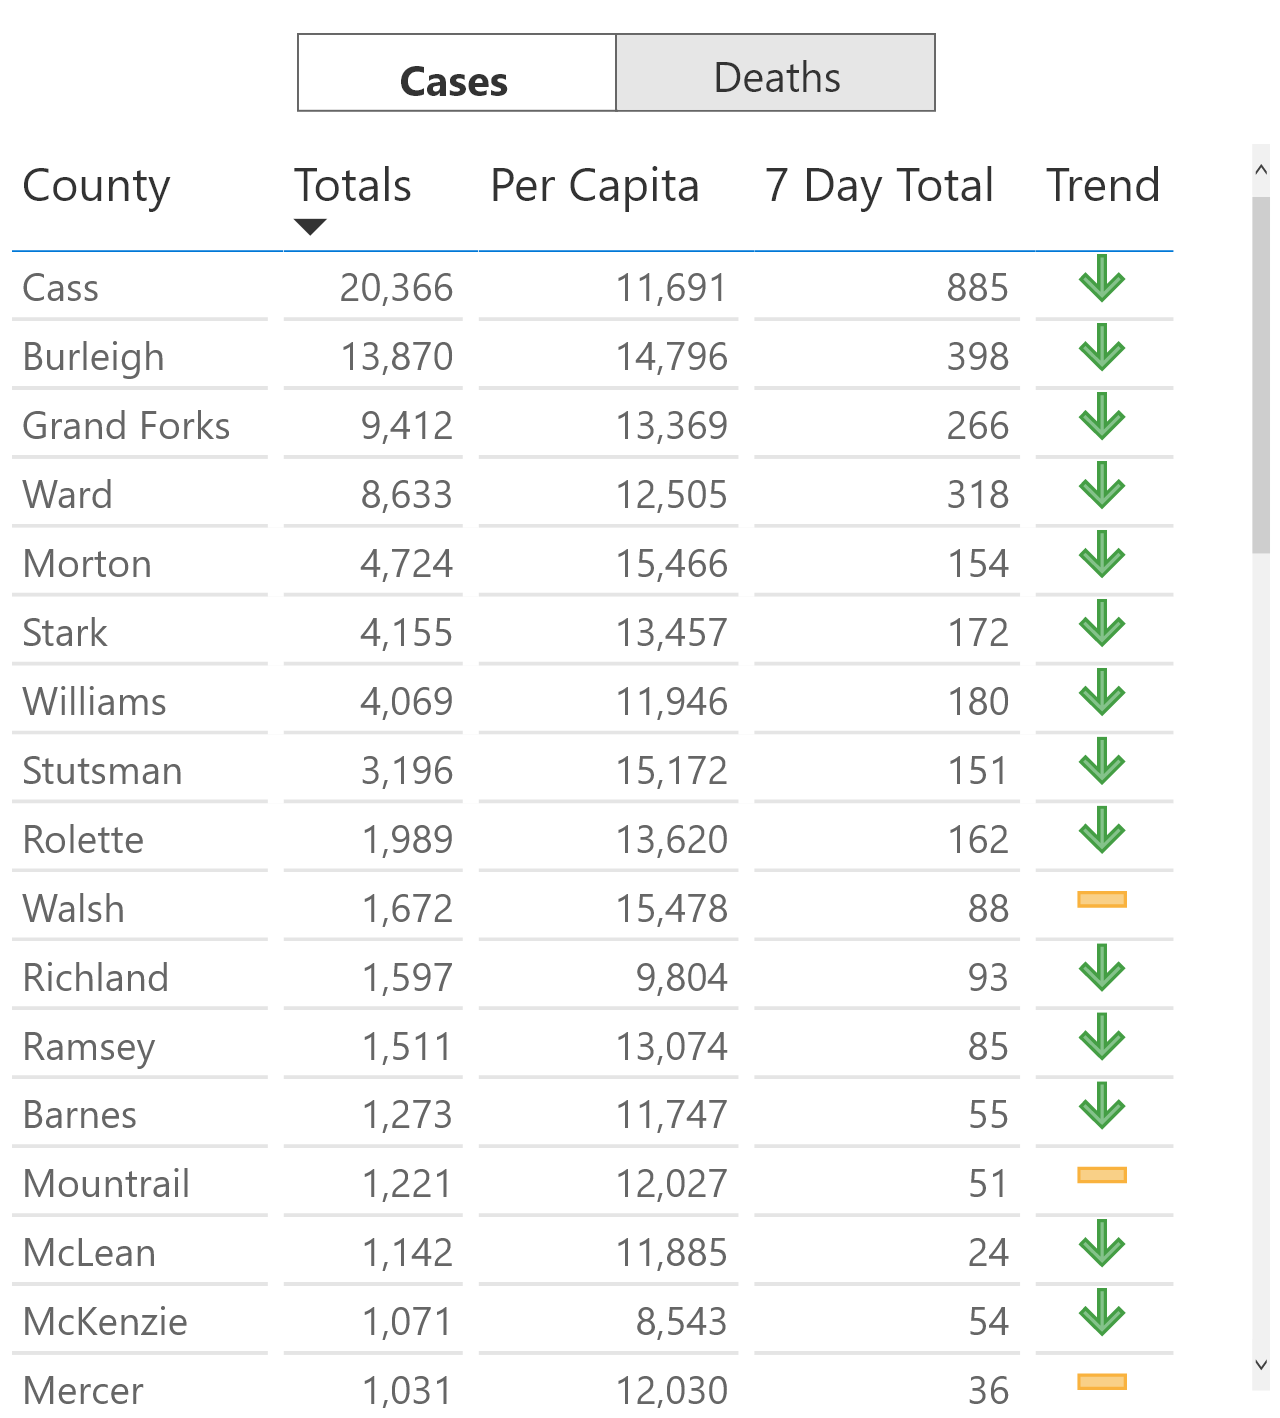 Cases Deaths
County Totals Per Capita 7 Day Total Trend
Cass 20,366 11,691 885
Burleigh 13,870 14,796 398
Grand Forks 9,412 13,369 266
Ward 8,633 12,505 318
Morton 4,724 15,466 154
Stark 4,155 13,457 172
Williams 4,069 11,946 180
Stutsman 3,196 15,172 151
Rolette 1,989 13,620 162
Walsh 1,672 15,478 88
Richland 1,597 9,804 93
Ramsey 1,511 13,074 85
Barnes 1,273 11,747 55
Mountrail 1,221 12,027 51
McLean 1,142 11,885 24
McKenzie 1,071 8,543 54
Mercer 1,031 12,030 36